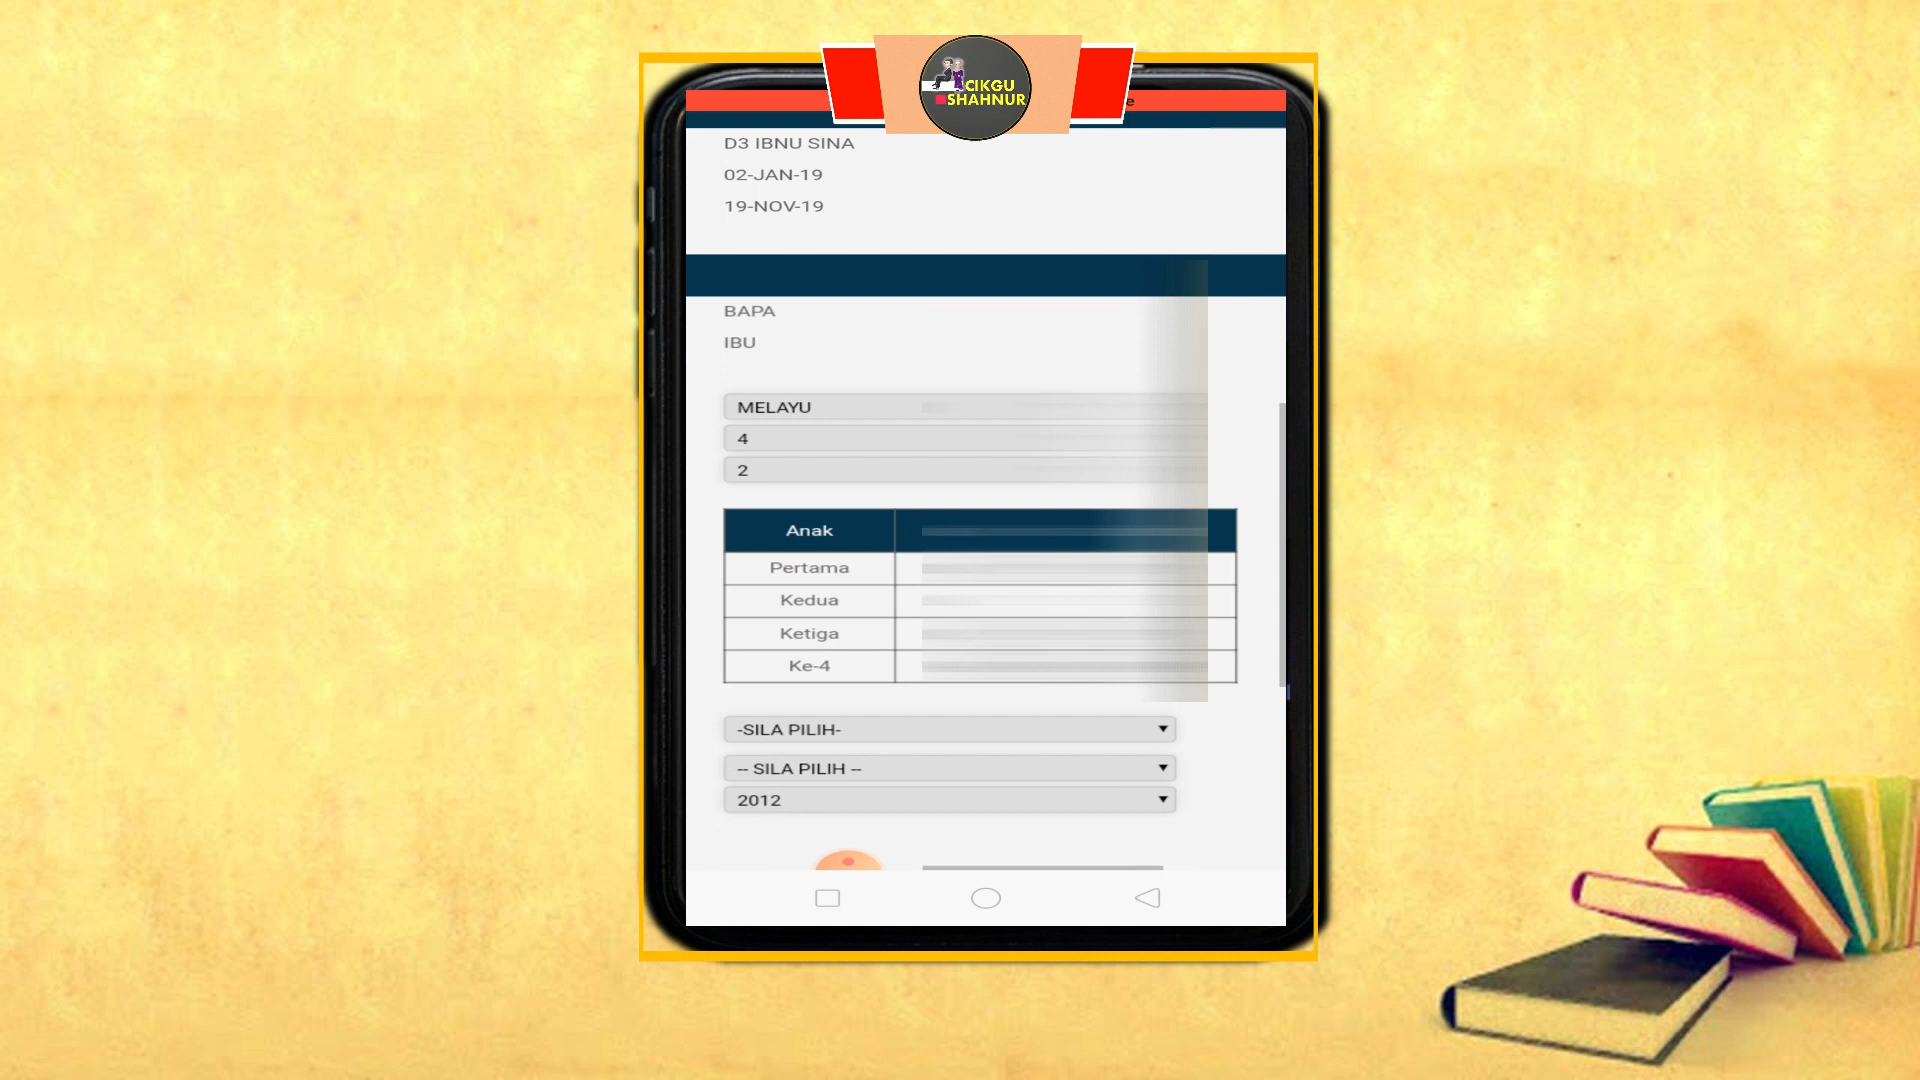 CIKGU
SHAHNUR
e
D3 IBNU SINA
02-JAN-19
19-NOV-19
BAPA
IBU
MELAYU
4
2
Anak
Pertama
Kedua
Ketiga
Ke-4
-SILA PILIH-
-- SILA PILIH --
2012